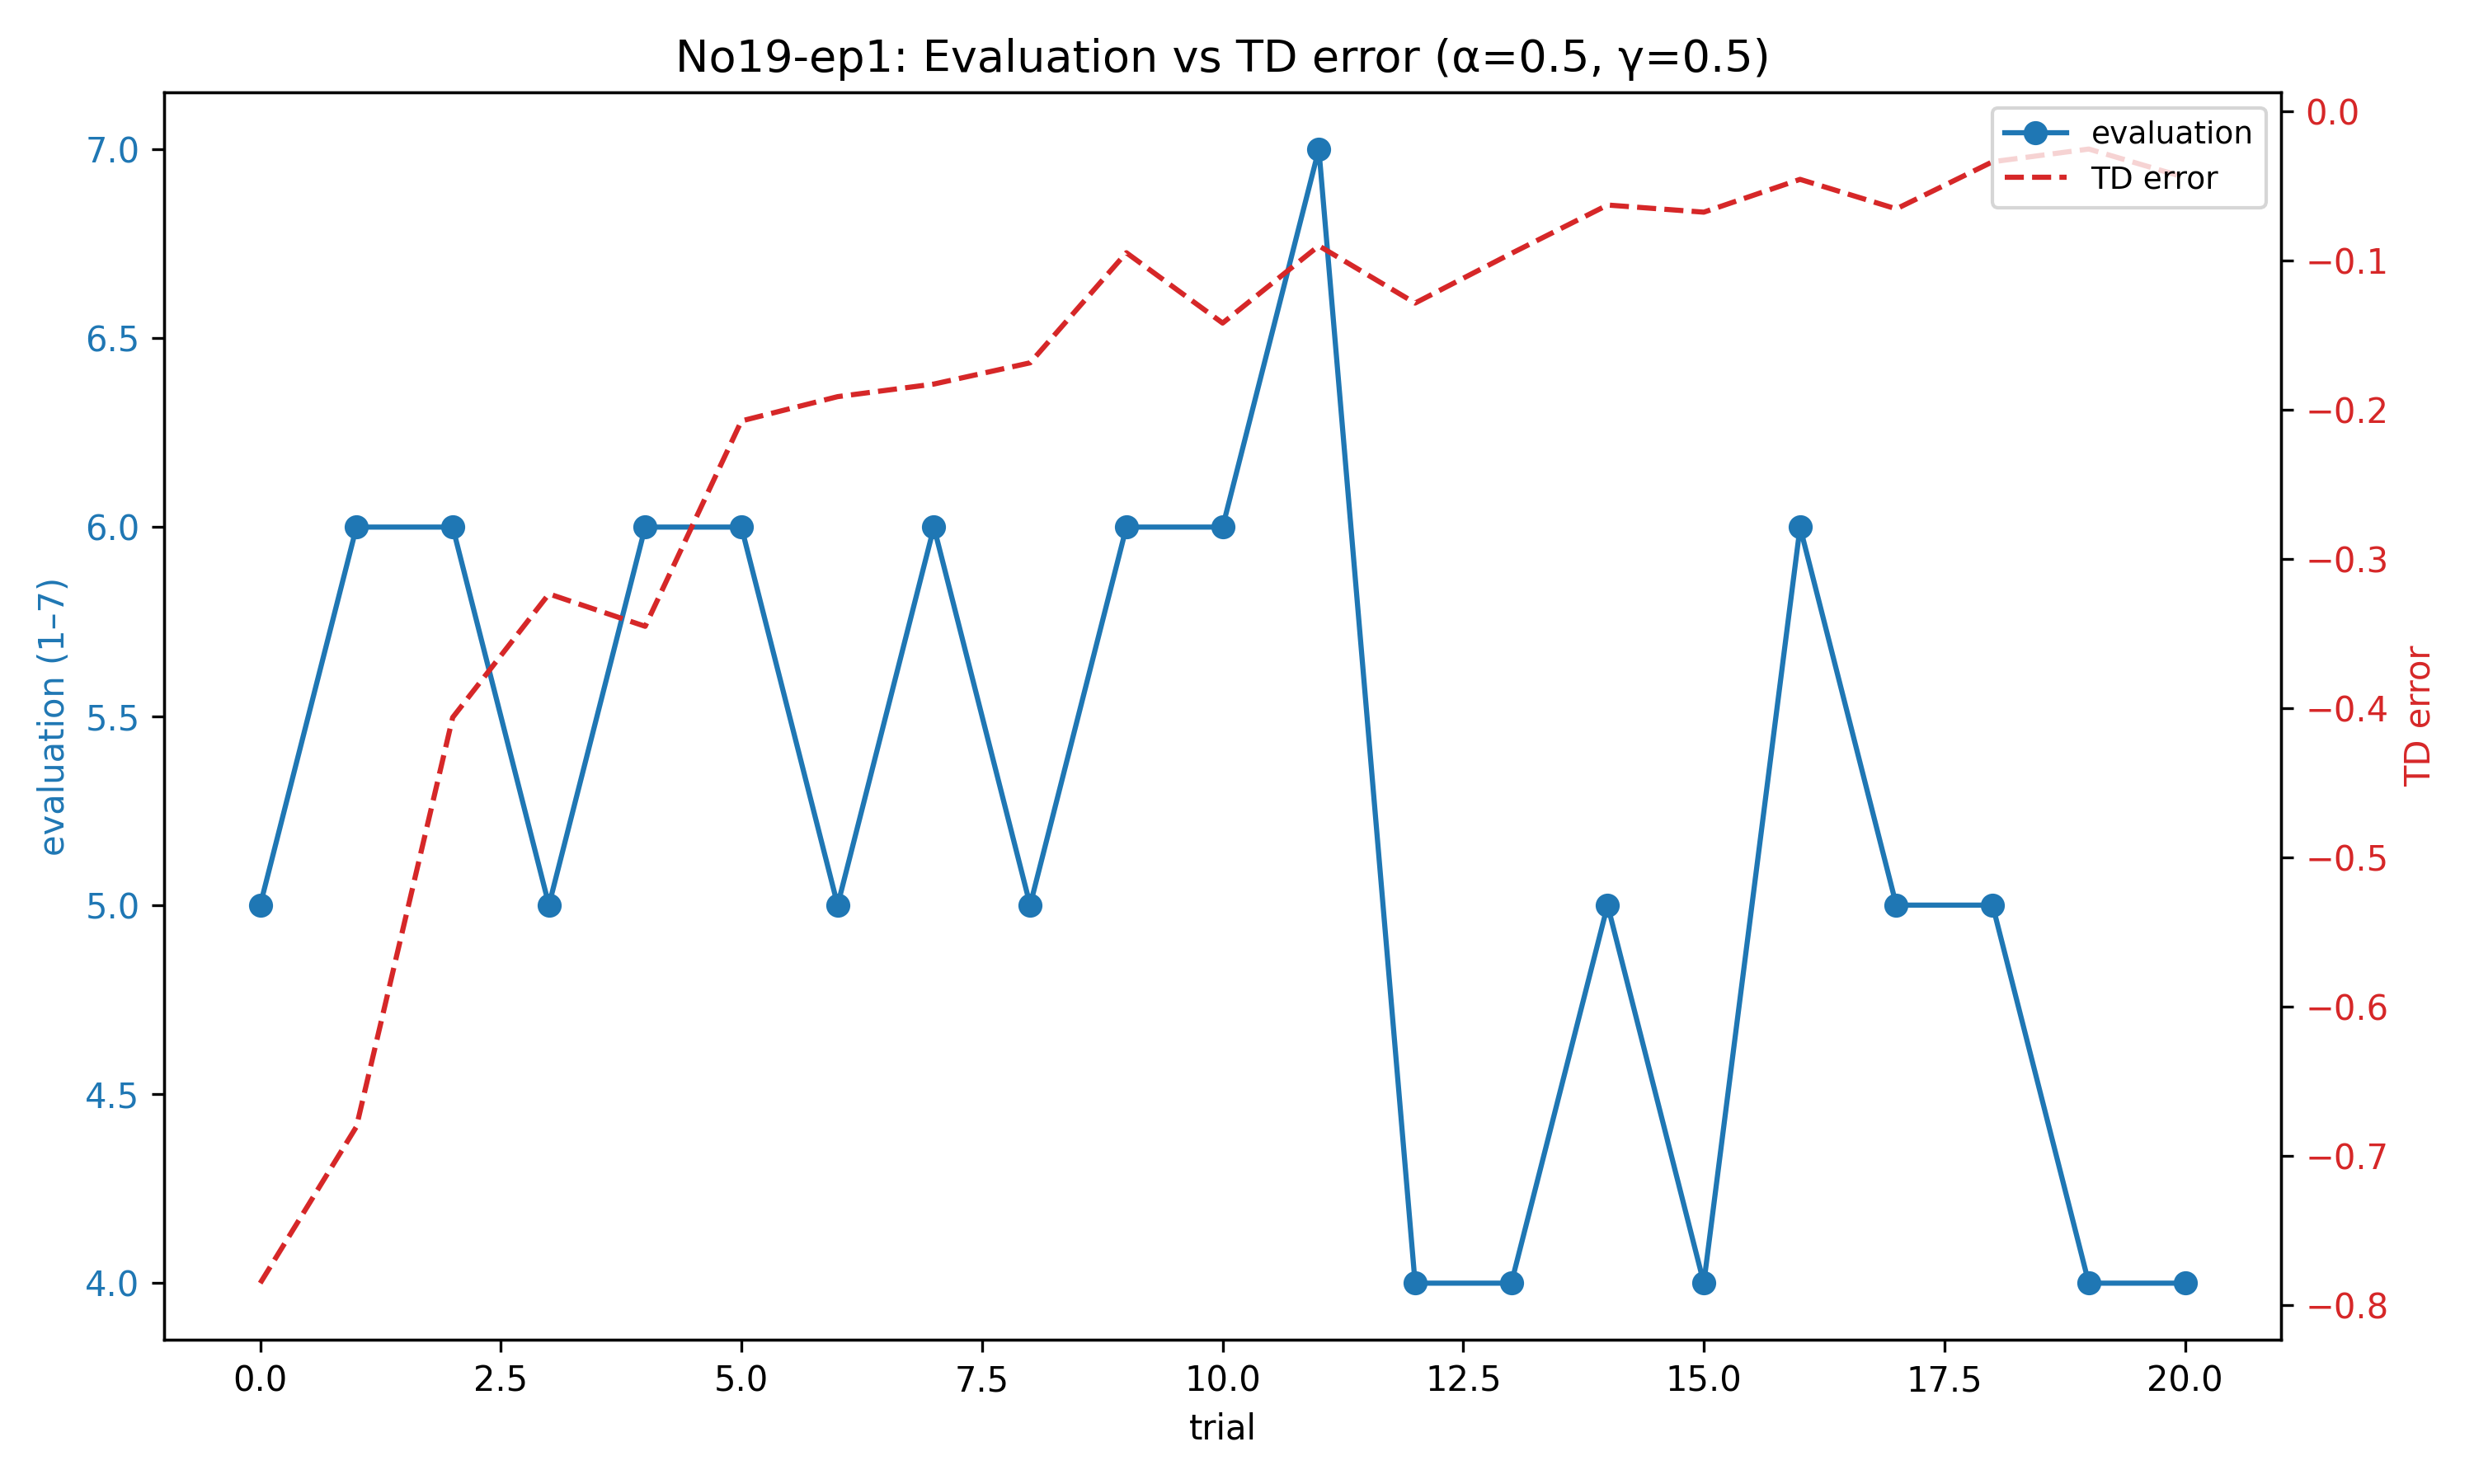 No19-ep1: Evaluation vs TD error (α=0.5, γ=0.5)
evaluation
TD error
7.0
6.5
6.0
5.5
5.0
4.5
4.0
evaluation (1–7)
0.0
−0.1
−0.2
−0.3
−0.4
−0.5
−0.6
−0.7
−0.8
TD error
0.0 2.5 5.0 7.5 10.0 12.5 15.0 17.5 20.0
trial